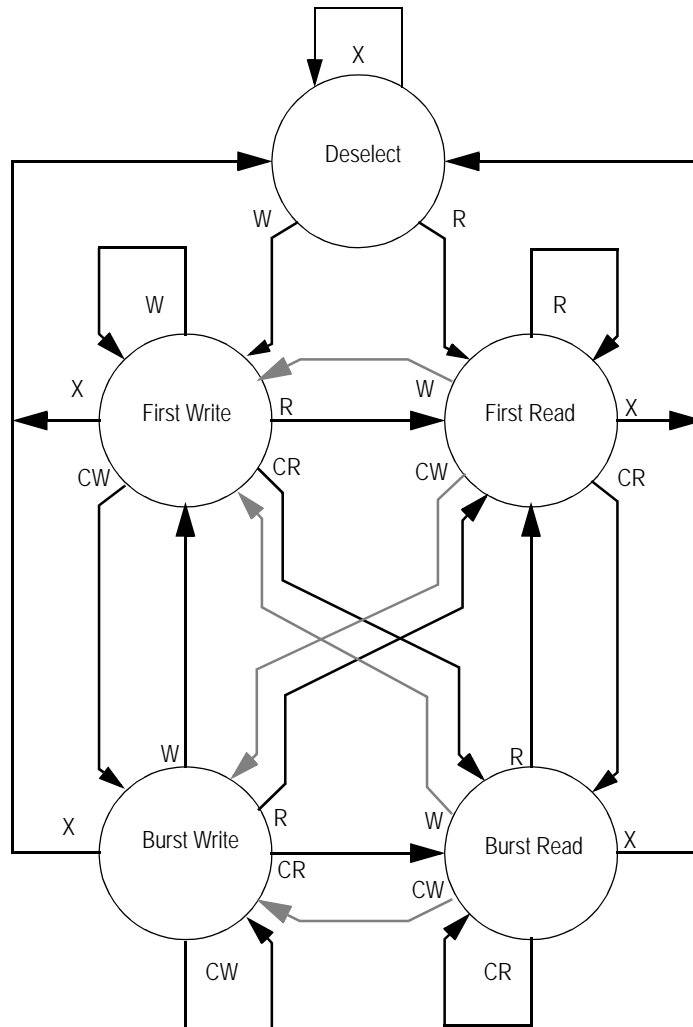 X
Deselect
W
R
W
R
X
W
First Write
R
First Read
X
CW
CR
CW
CR
W
R
X
R
W
X
Burst Write
Burst Read
CR
CW
CW
CR